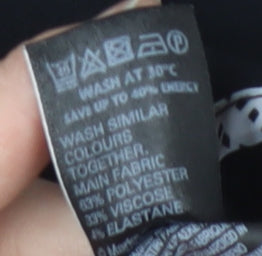 WASH AT 30°C
SAVE UP TO 40% ENERGY
WASH SIMILAR
COLOURS
TOGETHER.
MAIN FABRIC
63% POLYESTER
33% VISCOSE
4% ELASTANE